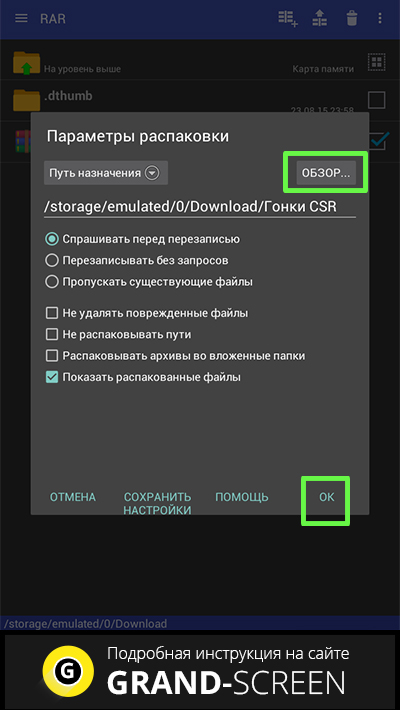 RAR
На уровень выше
Карта памяти
.dthumb
23.08.15 23:58
Параметры распаковки
Путь назначения
ОБЗОР...
/storage/emulated/0/Download/Гонки CSR
Спрашивать перед перезаписью
Перезаписывать без запросов
Пропускать существующие файлы
Не удалять поврежденные файлы
Не распаковывать пути
Распаковывать архивы во вложенные папки
Показать распакованные файлы
ОТМЕНА
СОХРАНИТЬ
НАСТРОЙКИ
ПОМОЩЬ
ОК
/storage/emulated/0/Download
G
Подробная инструкция на сайте
GRAND-SCREEN